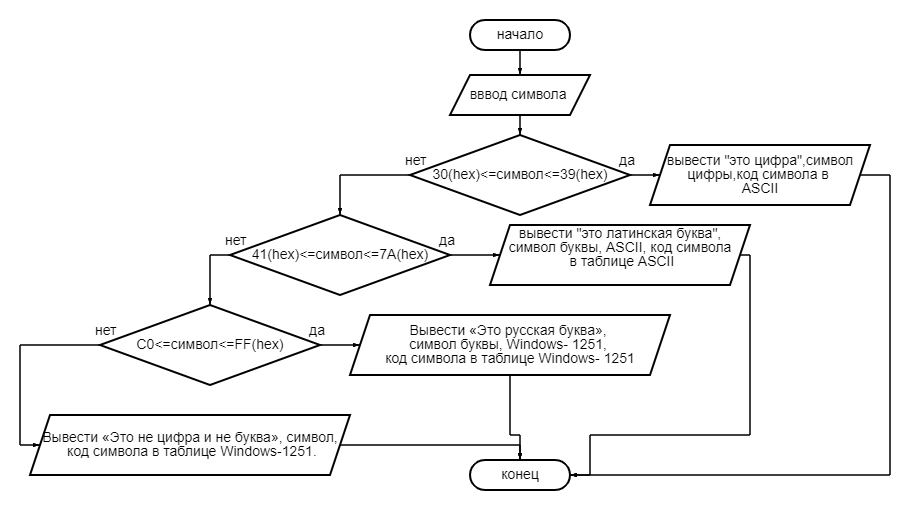 начало
вввод символа
нет
да
30(hex)<=символ<=39(hex)
вывести "это цифра",символ
цифры,код символа в
ASCII
нет
да
41(hex)<=символ<=7A(hex)
вывести "это латинская буква",
символ буквы, ASCII, код символа
в таблице ASCII
нет
да
C0<=символ<=FF(hex)
Вывести «Это русская буква»,
символ буквы, Windows- 1251,
код символа в таблице Windows- 1251
Вывести «Это не цифра и не буква», символ,
код символа в таблице Windows-1251.
конец